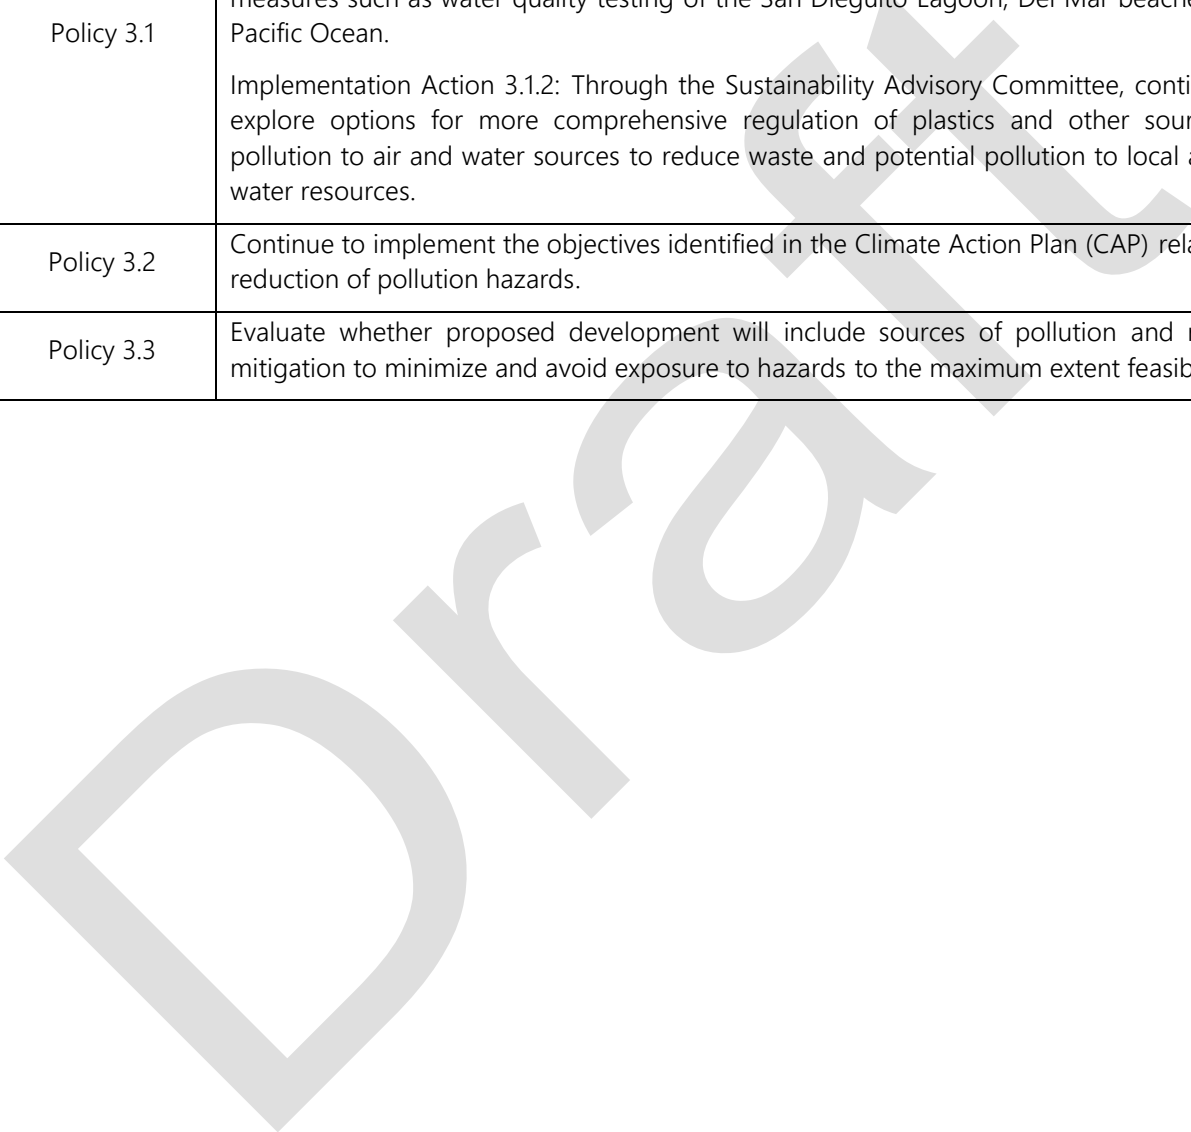 measures such as water quality testing of the San Dieguito Lagoon, Del Mar
Policy 3.1
Pacific Ocean.
Implementation Action 3.1.2: Through the Sustainability Advisory Committee,
explore options for more comprehensive regulation of plastics and other
pollution to air and water sources to reduce waste and potential pollution to local
water resources.
Policy 3.2
Continue to implement the objectives identified in the Climate Action Plan (CAP)
reduction of pollution hazards.
Policy 3.3
Evaluate whether proposed development will include sources of pollution and
mitigation to minimize and avoid exposure to hazards to the maximum extent
Draft